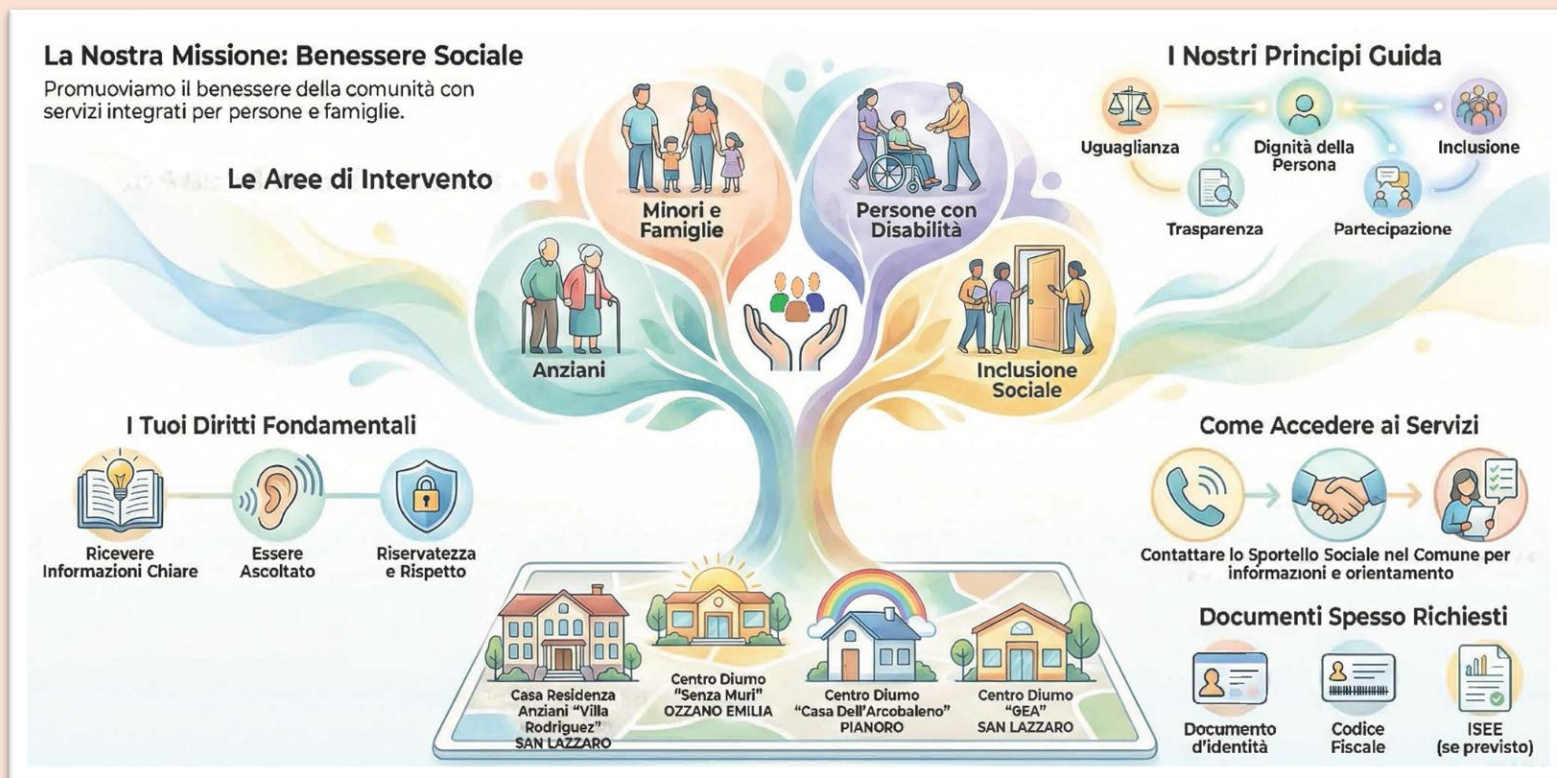 La Nostra Missione: Benessere Sociale
Promuoviamo il benessere della comunità con
servizi integrati per persone e famiglie.
Le Aree di Intervento
Anziani
Minori e
Famiglie
Persone con
Disabilità
Inclusione
Sociale
I Nostri Principi Guida
Uguaglianza
Dignità della
Persona
Inclusione
Trasparenza
Partecipazione
I Tuoi Diritti Fondamentali
Ricevere
Informazioni Chiare
Essere
Ascoltato
Riservatezza
e Rispetto
Come Accedere ai Servizi
Contattare lo Sportello Sociale nel Comune per
informazioni e orientamento
Documenti Spesso Richiesti
Documento
d'identità
Codice
Fiscale
ISEE
(se previsto)
Casa Residenza
Anziani "Villa
Rodriguez"
SAN LAZZARO
Centro Diumo
"Senza Muri"
OZZANO EMILIA
Centro Diumo
"Casa Dell'Arcobaleno"
PIANORO
Centro Diumo
"GEA"
SAN LAZZARO